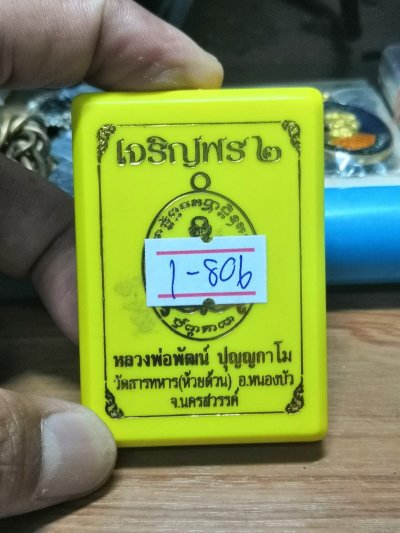 เจริญพร ๒
หลวงพ่อพัฒน์ ปุญญกาโม
วัดธารทหาร(ห้วยด้วน) อ.หนองบัว
จ.นครสวรรค์